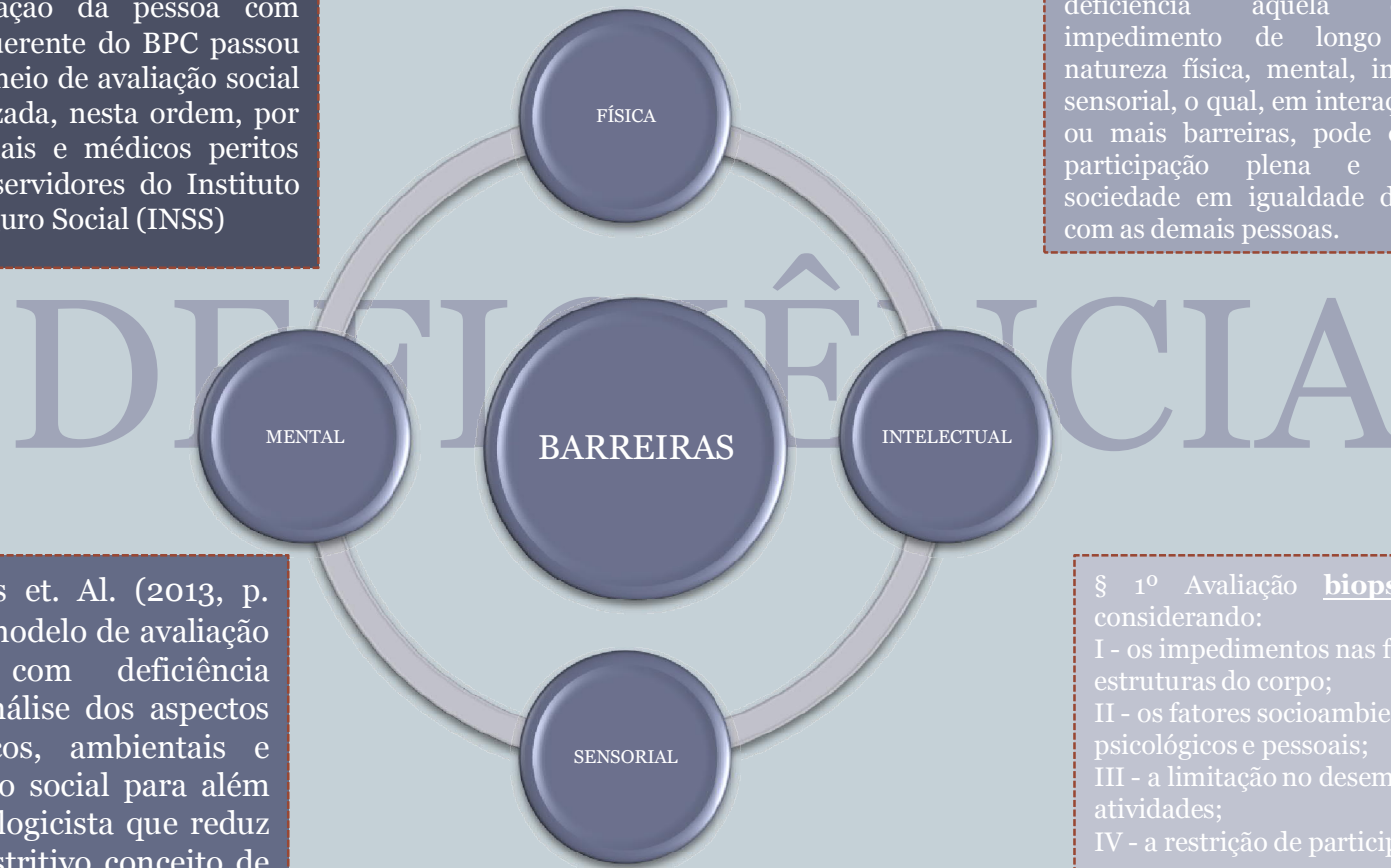 ação da pessoa com
uerente do BPC passou
neio de avaliação social
zada, nesta ordem, por
ais e médicos peritos
servidores do Instituto
uro Social (INSS)
deficiência aquela
impedimento de longo
natureza física, mental, in
sensorial, o qual, em interaç
ou mais barreiras, pode
participação plena e
sociedade em igualdade d
com as demais pessoas.
DEFICIÊNCIA
FÍSICA
MENTAL
BARREIRAS
INTELECTUAL
SENSORIAL
s et. Al. (2013, p.
modelo de avaliação
com deficiência
nálise dos aspectos
cos, ambientais e
o social para além
logicista que reduz
stritivo conceito de
§ 1º Avaliação biops
considerando:
I - os impedimentos nas f
estruturas do corpo;
II - os fatores socioambie
psicológicos e pessoais;
III - a limitação no desem
atividades;
IV - a restrição de particip